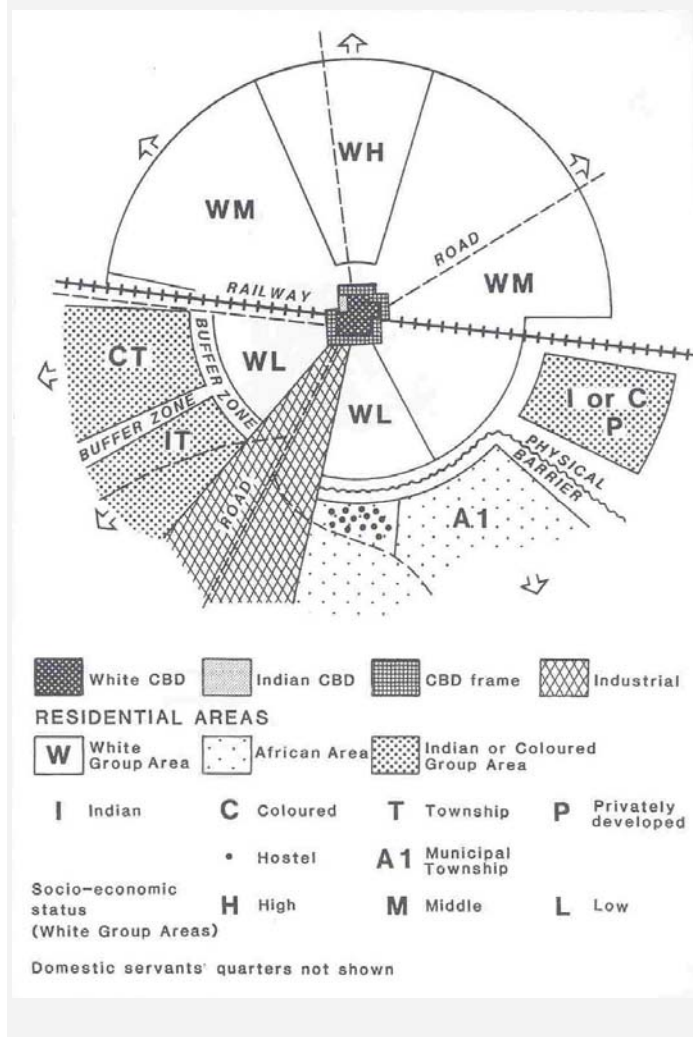 WH
WM
ROAD
WM
RAILWAY
CT
BUFFER ZONE
WL
I or C
P
BUFFER ZONE
IT
WL
PHYSICAL
BARRIER
ROAD
A1
White CBD
Indian CBD
CBD frame
Industrial
RESIDENTIAL AREAS
W White
Group Area
African Area
Indian or Coloured
Group Area
I Indian
C Coloured
T Township
P Privately
developed
• Hostel
A1 Municipal
Township
Socio-economic
status
(White Group Areas)
H High
M Middle
L Low
Domestic servants' quarters not shown